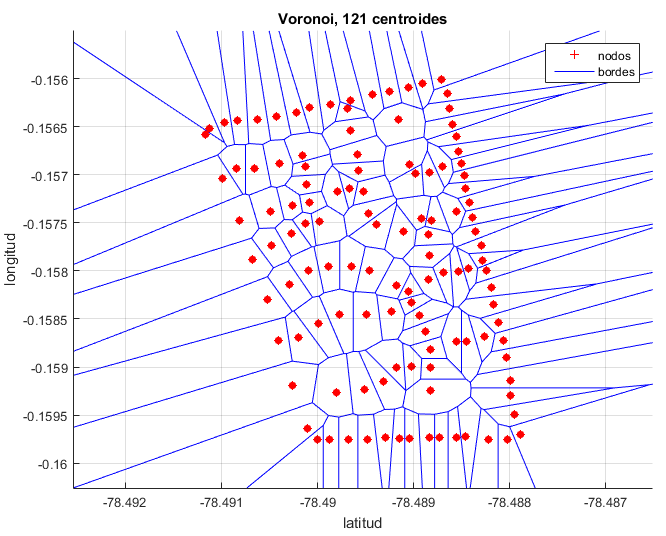 Voronoi, 121 centroides
nodos
bordes
-0.156
-0.1565
-0.157
-0.1575
-0.158
-0.1585
-0.159
-0.1595
-0.16
longitud
-78.492 -78.491 -78.49 -78.489 -78.488 -78.487
latitud